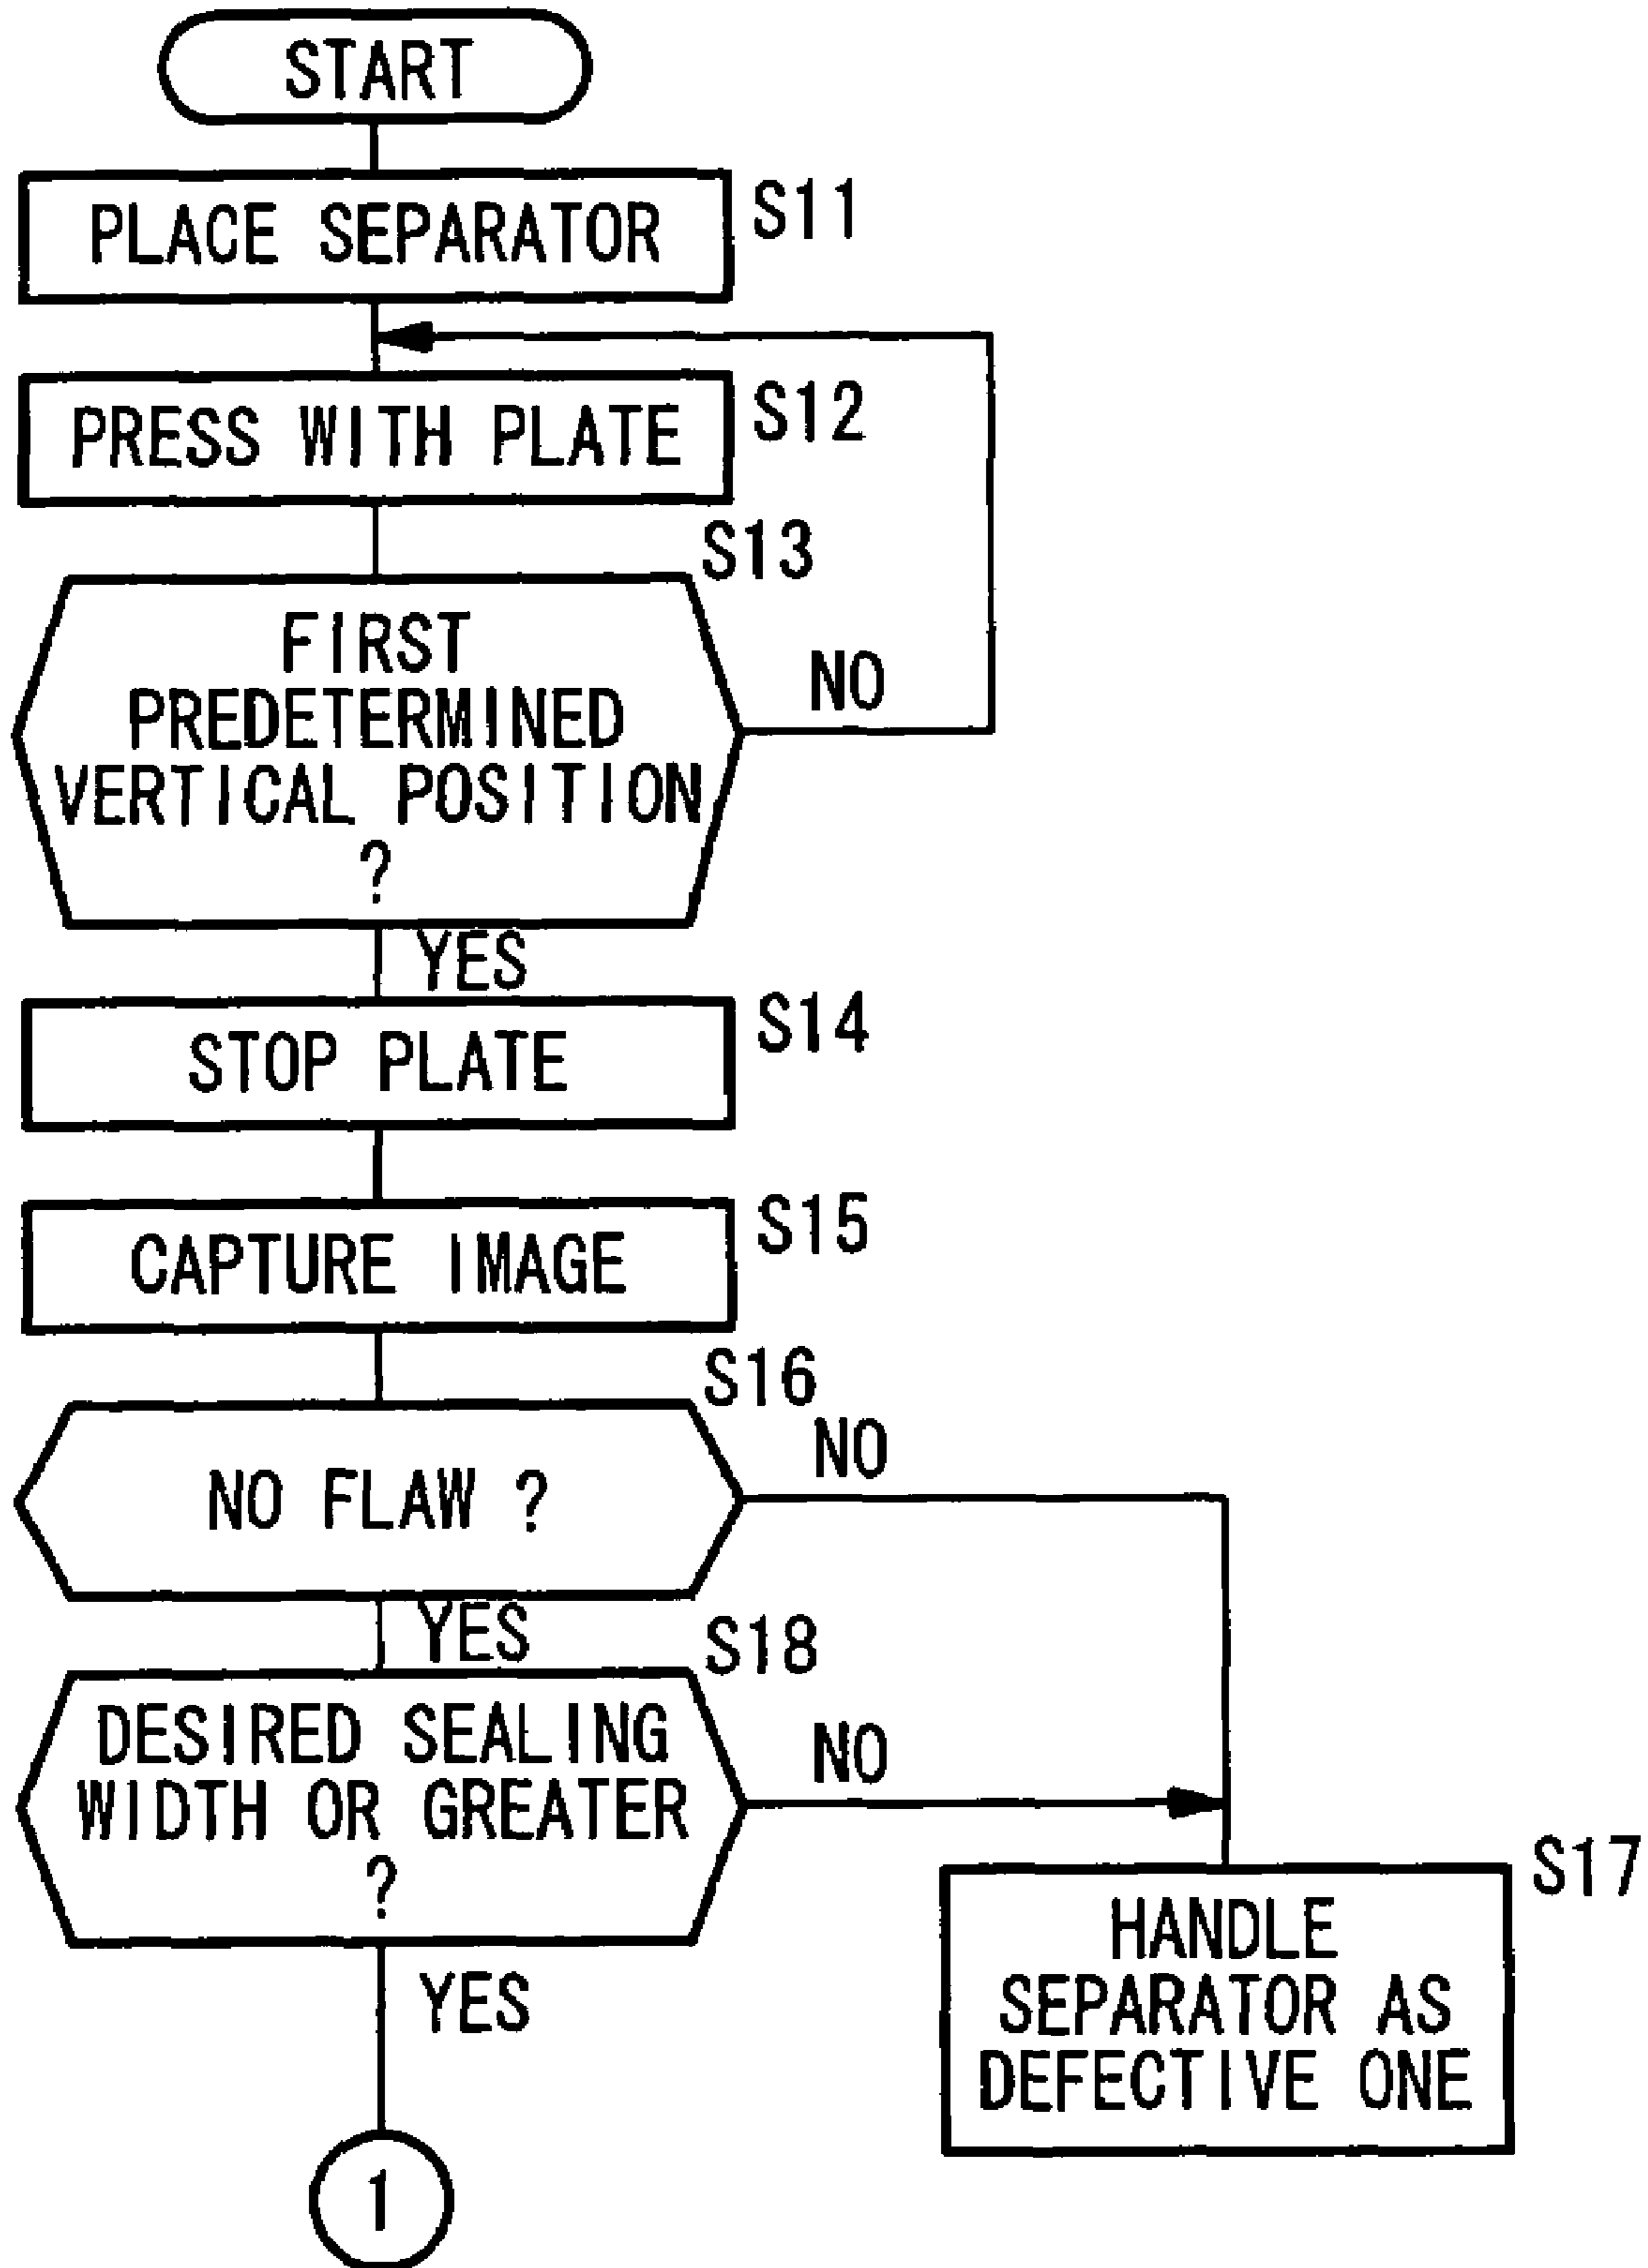 START
PLACE SEPARATOR
S11
PRESS WITH PLATE
S12
S13
FIRST
PREDETERMINED
VERTICAL POSITION
?
NO
YES
STOP PLATE
S14
CAPTURE IMAGE
S15
S16
NO FLAW ?
NO
YES
S18
DESIRED SEALING
WIDTH OR GREATER
?
NO
YES
S17
HANDLE
SEPARATOR AS
DEFECTIVE ONE
1